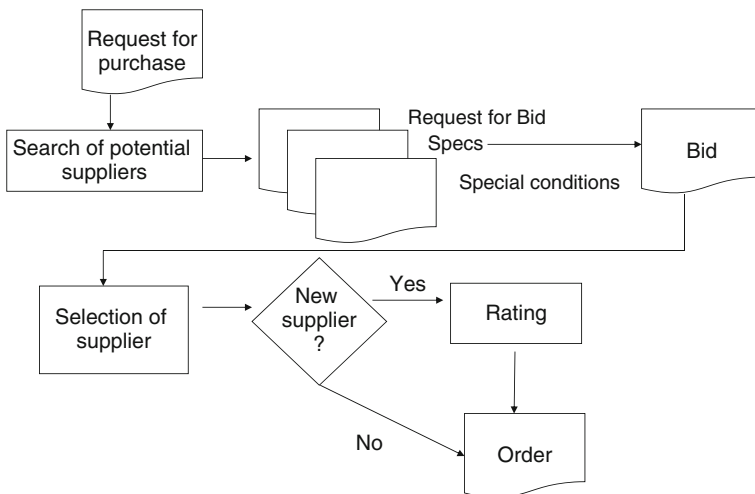 Request for
purchase
Search of potential
suppliers
Request for Bid
Specs
Special conditions
Bid
Selection of
supplier
New
supplier
?
Yes
Rating
No
Order